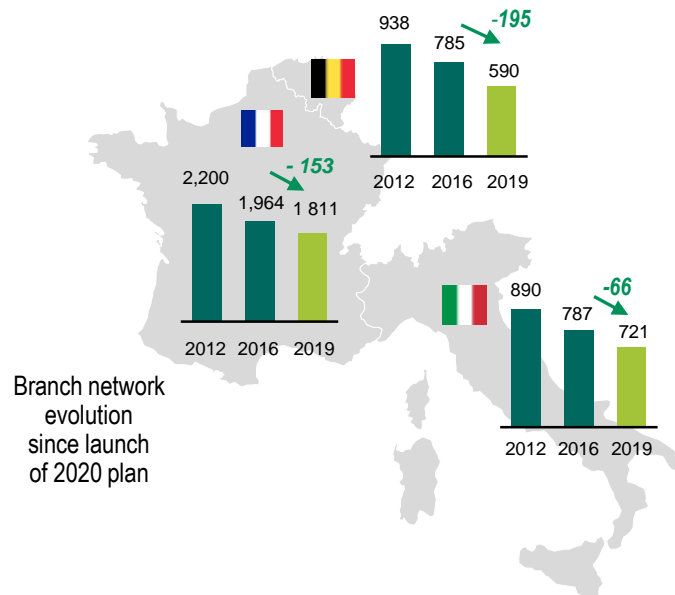 938
785
-195
590
2012 2016 2019
2,200
1,964
- 153
1 811
2012 2016 2019
890
787
-66
721
2012 2016 2019
Branch network
evolution
since launch
of 2020 plan